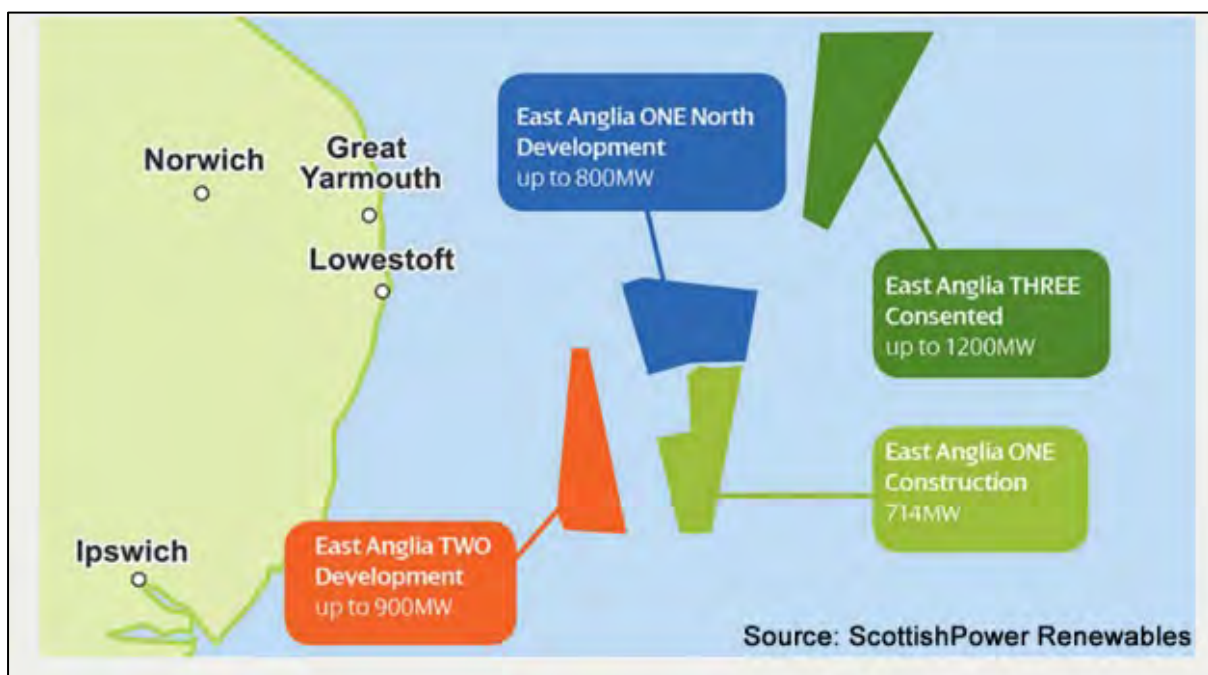 East Anglia ONE North
Development
up to 800MW
Norwich
Great
Yarmouth
Lowestoft
East Anglia THREE
Consented
up to 1200MW
East Anglia ONE
Construction
714MW
Ipswich
East Anglia TWO
Development
up to 900MW
Source: ScottishPower Renewables